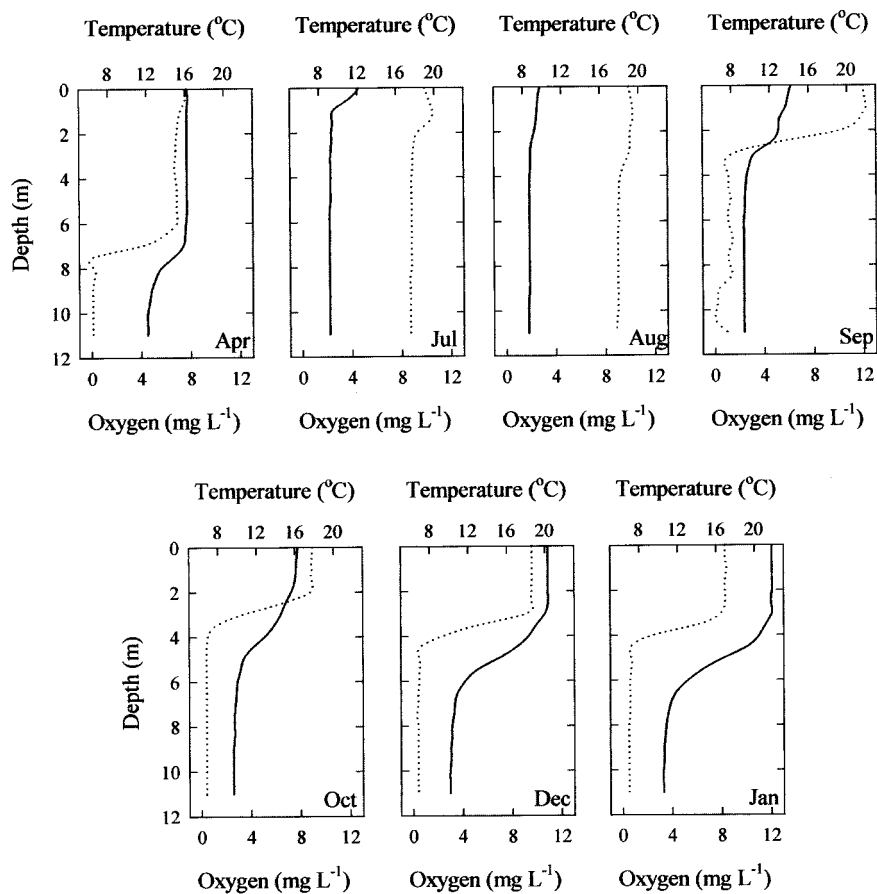 Temperature (°C) Temperature (°C) Temperature (°C) Temperature (°C)
8 12 16 20 8 12 16 20 8 12 16 20 8 12 16 20
0
2
4
6
8
10
12
Depth (m)
Apr Jul Aug Sep
0 4 8 12 0 4 8 12 0 4 8 12 0 4 8 12
Oxygen (mg L⁻¹) Oxygen (mg L⁻¹) Oxygen (mg L⁻¹) Oxygen (mg L⁻¹)
Temperature (°C) Temperature (°C) Temperature (°C)
8 12 16 20 8 12 16 20 8 12 16 20
0
2
4
6
8
10
12
Depth (m)
Oct Dec Jan
0 4 8 12 0 4 8 12 0 4 8 12
Oxygen (mg L⁻¹) Oxygen (mg L⁻¹) Oxygen (mg L⁻¹)